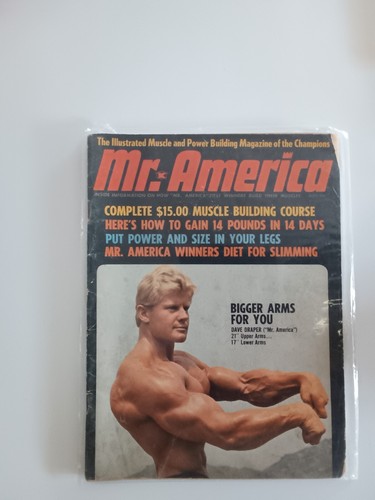 The Illustrated Muscle and Power Building Magazine of the Champions
Mr. America
COMPLETE $15.00 MUSCLE BUILDING COURSE
HERE'S HOW TO GAIN 14 POUNDS IN 14 DAYS
PUT POWER AND SIZE IN YOUR LEGS
MR. AMERICA WINNERS DIET FOR SLIMMING
BIGGER ARMS
FOR YOU
DAVE DRAPER ("Mr. America")
21" Upper Arms...
17" Lower Arms